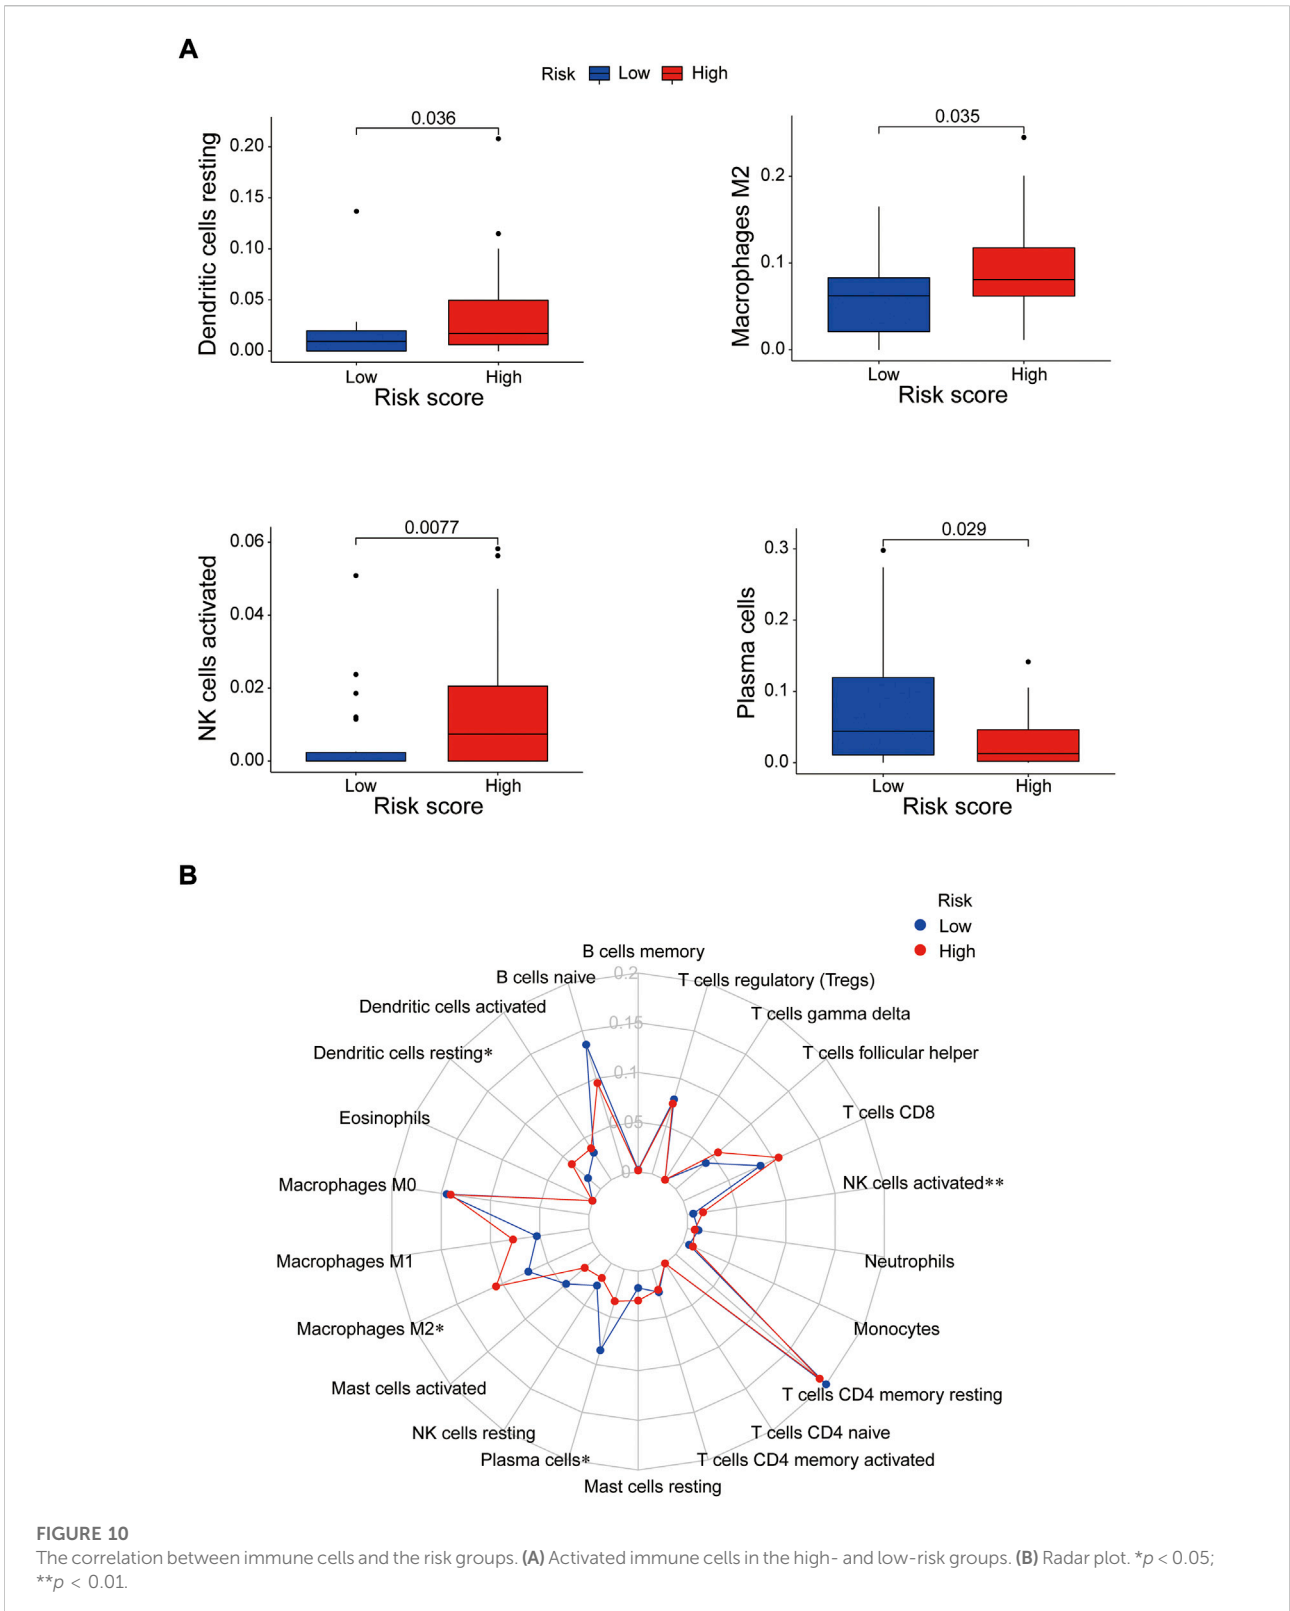 A
Risk Low High
0.036
Dendritic cells resting
0.20
0.15
0.10
0.05
0.00
Low High
Risk score
0.035
Macrophages M2
0.2
0.1
0.0
Low High
Risk score
0.0077
NK cells activated
0.06
0.04
0.02
0.00
Low High
Risk score
0.029
Plasma cells
0.3
0.2
0.1
0.0
Low High
Risk score
B
Risk
Low
High
B cells memory
B cells naive
T cells regulatory (Tregs)
Dendritic cells activated
T cells gamma delta
Dendritic cells resting*
T cells follicular helper
Eosinophils
T cells CD8
Macrophages M0
NK cells activated**
Macrophages M1
Neutrophils
Macrophages M2*
Monocytes
Mast cells activated
T cells CD4 memory resting
NK cells resting
T cells CD4 naive
Plasma cells*
T cells CD4 memory activated
Mast cells resting
0.2
0.15
0.1
0.05
0
FIGURE 10
The correlation between immune cells and the risk groups. (A) Activated immune cells in the high- and low-risk groups. (B) Radar plot. *p < 0.05;
**p < 0.01.